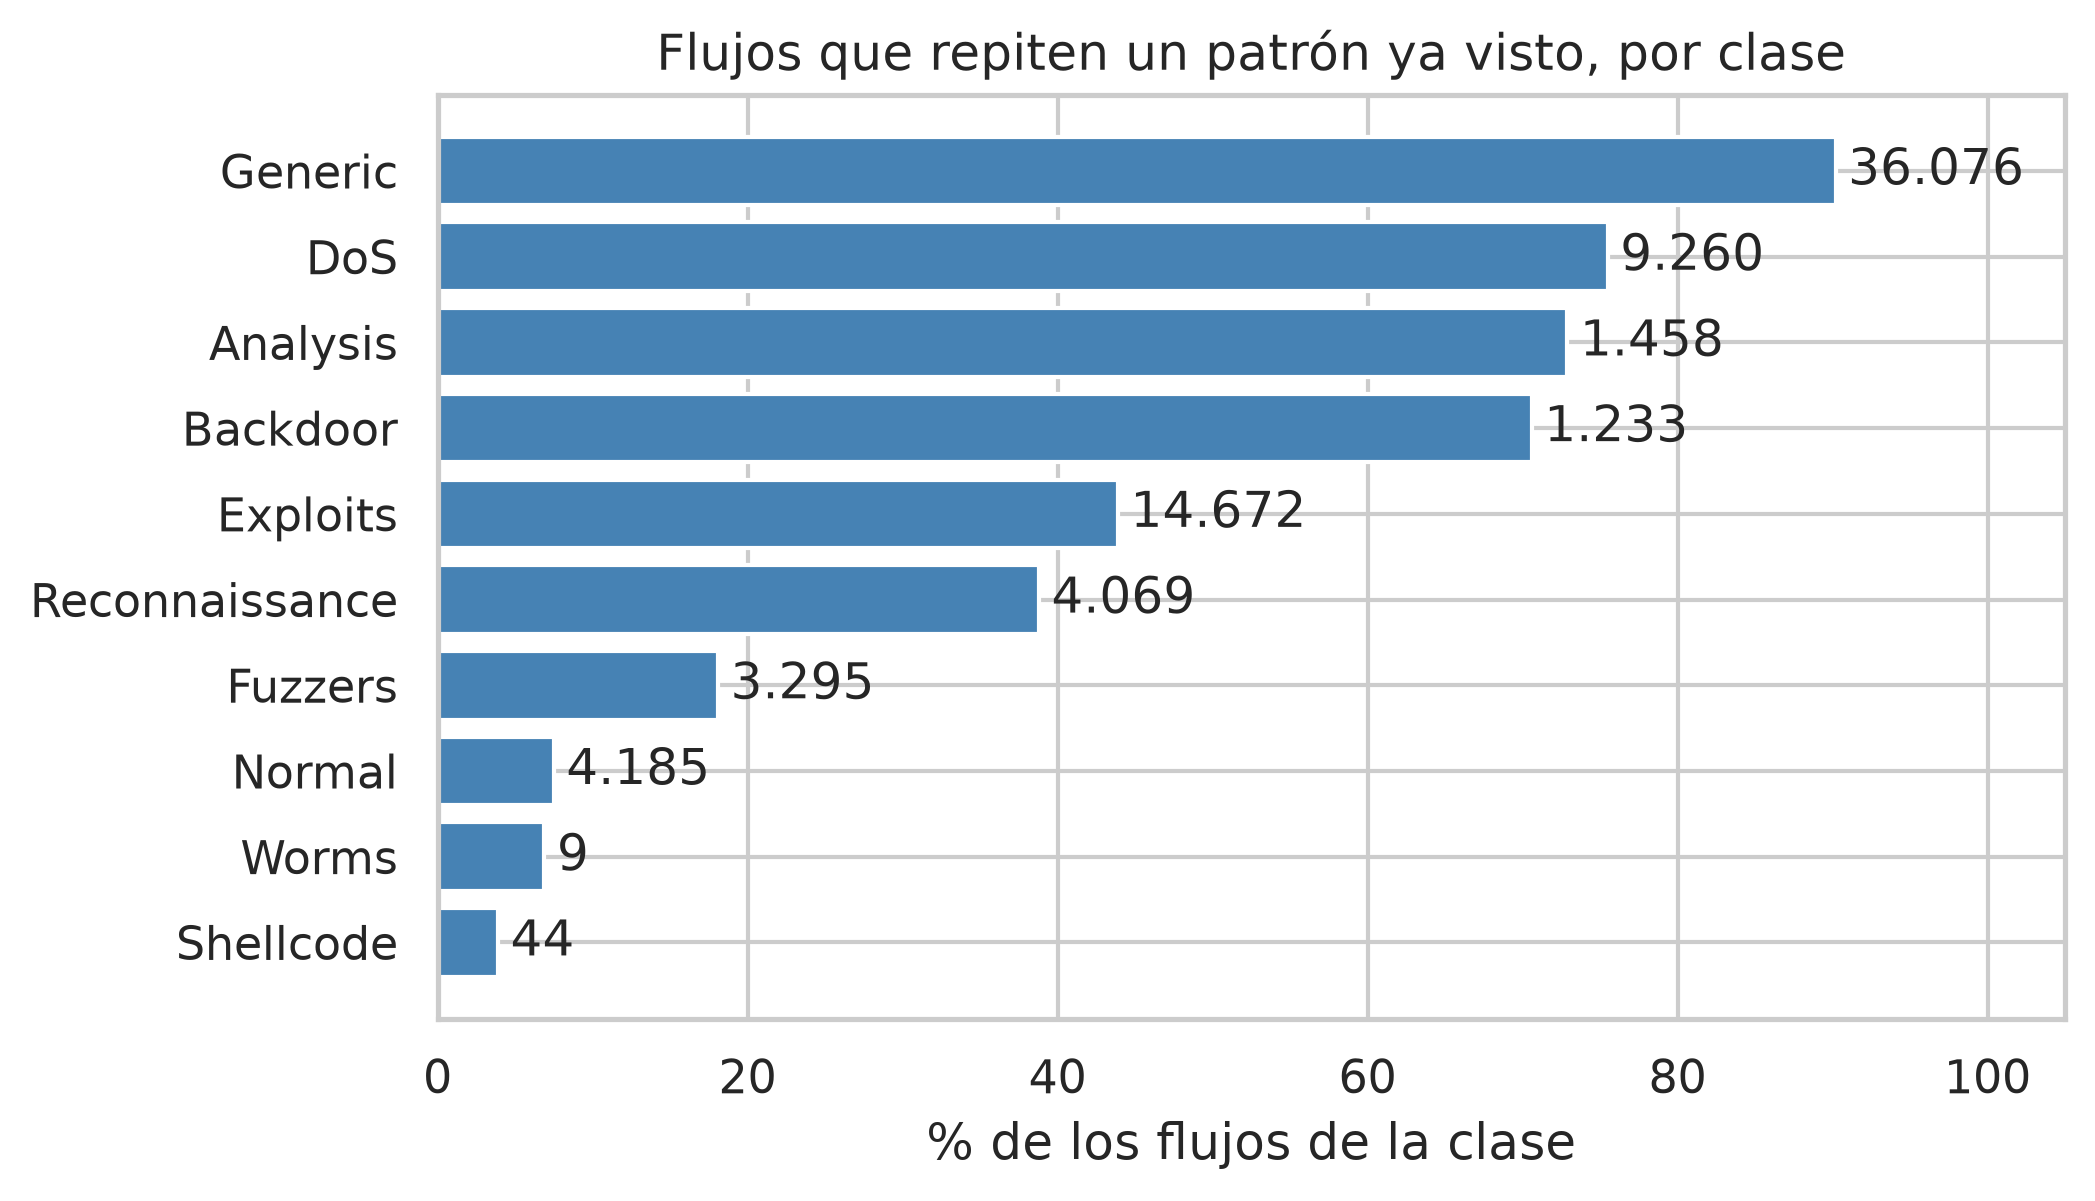 Flujos que repiten un patrón ya visto, por clase
Generic 36.076
DoS 9.260
Analysis 1.458
Backdoor 1.233
Exploits 14.672
Reconnaissance 4.069
Fuzzers 3.295
Normal 4.185
Worms 9
Shellcode 44
0 20 40 60 80 100
% de los flujos de la clase